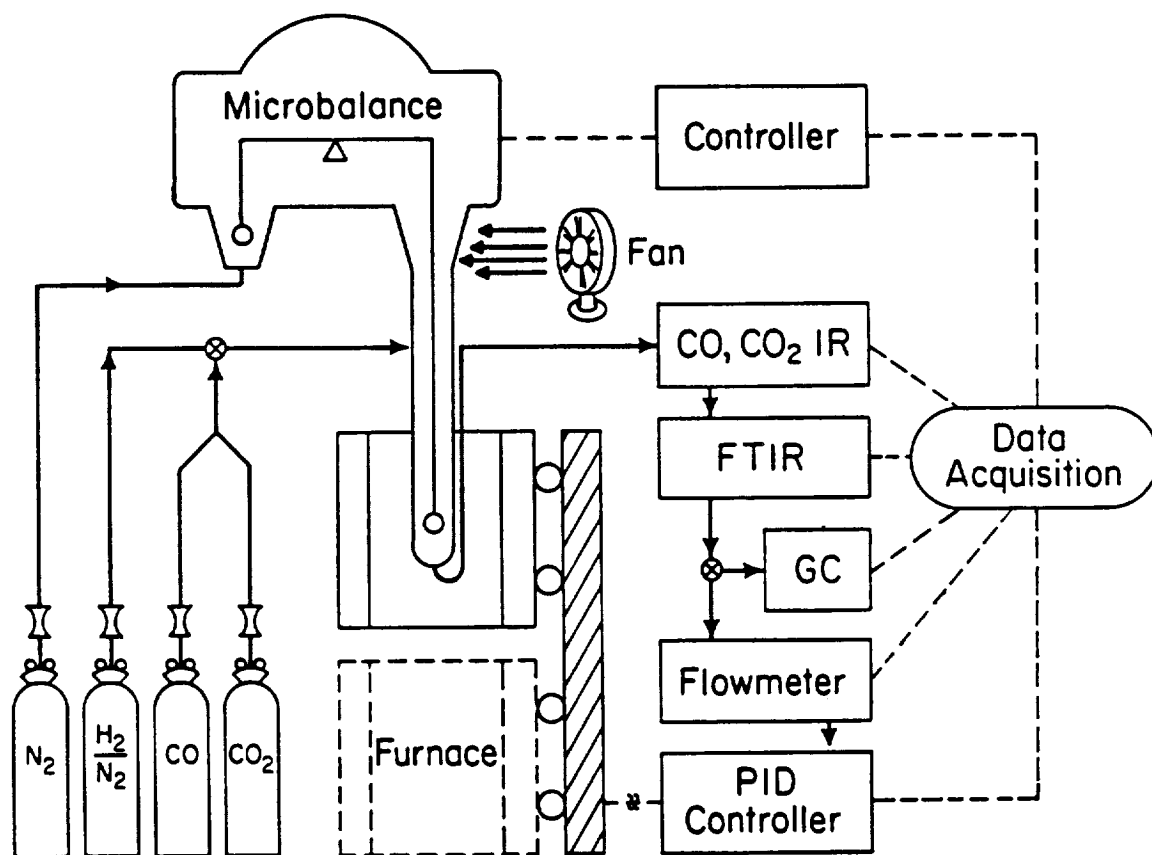 Microbalance
Controller
Fan
CO, CO₂ IR
FTIR
Data
Acquisition
GC
Flowmeter
PID
Controller
Furnace
N₂
H₂
N₂
CO
CO₂